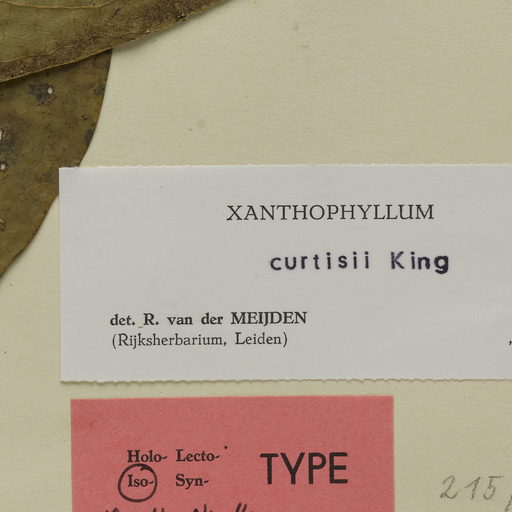 XANTHOPHYLLUM
curtisii King
det. R. van der MEIJDEN
(Rijksherbarium, Leiden)
Holo- Lecto-
Iso- Syn-
TYPE
215